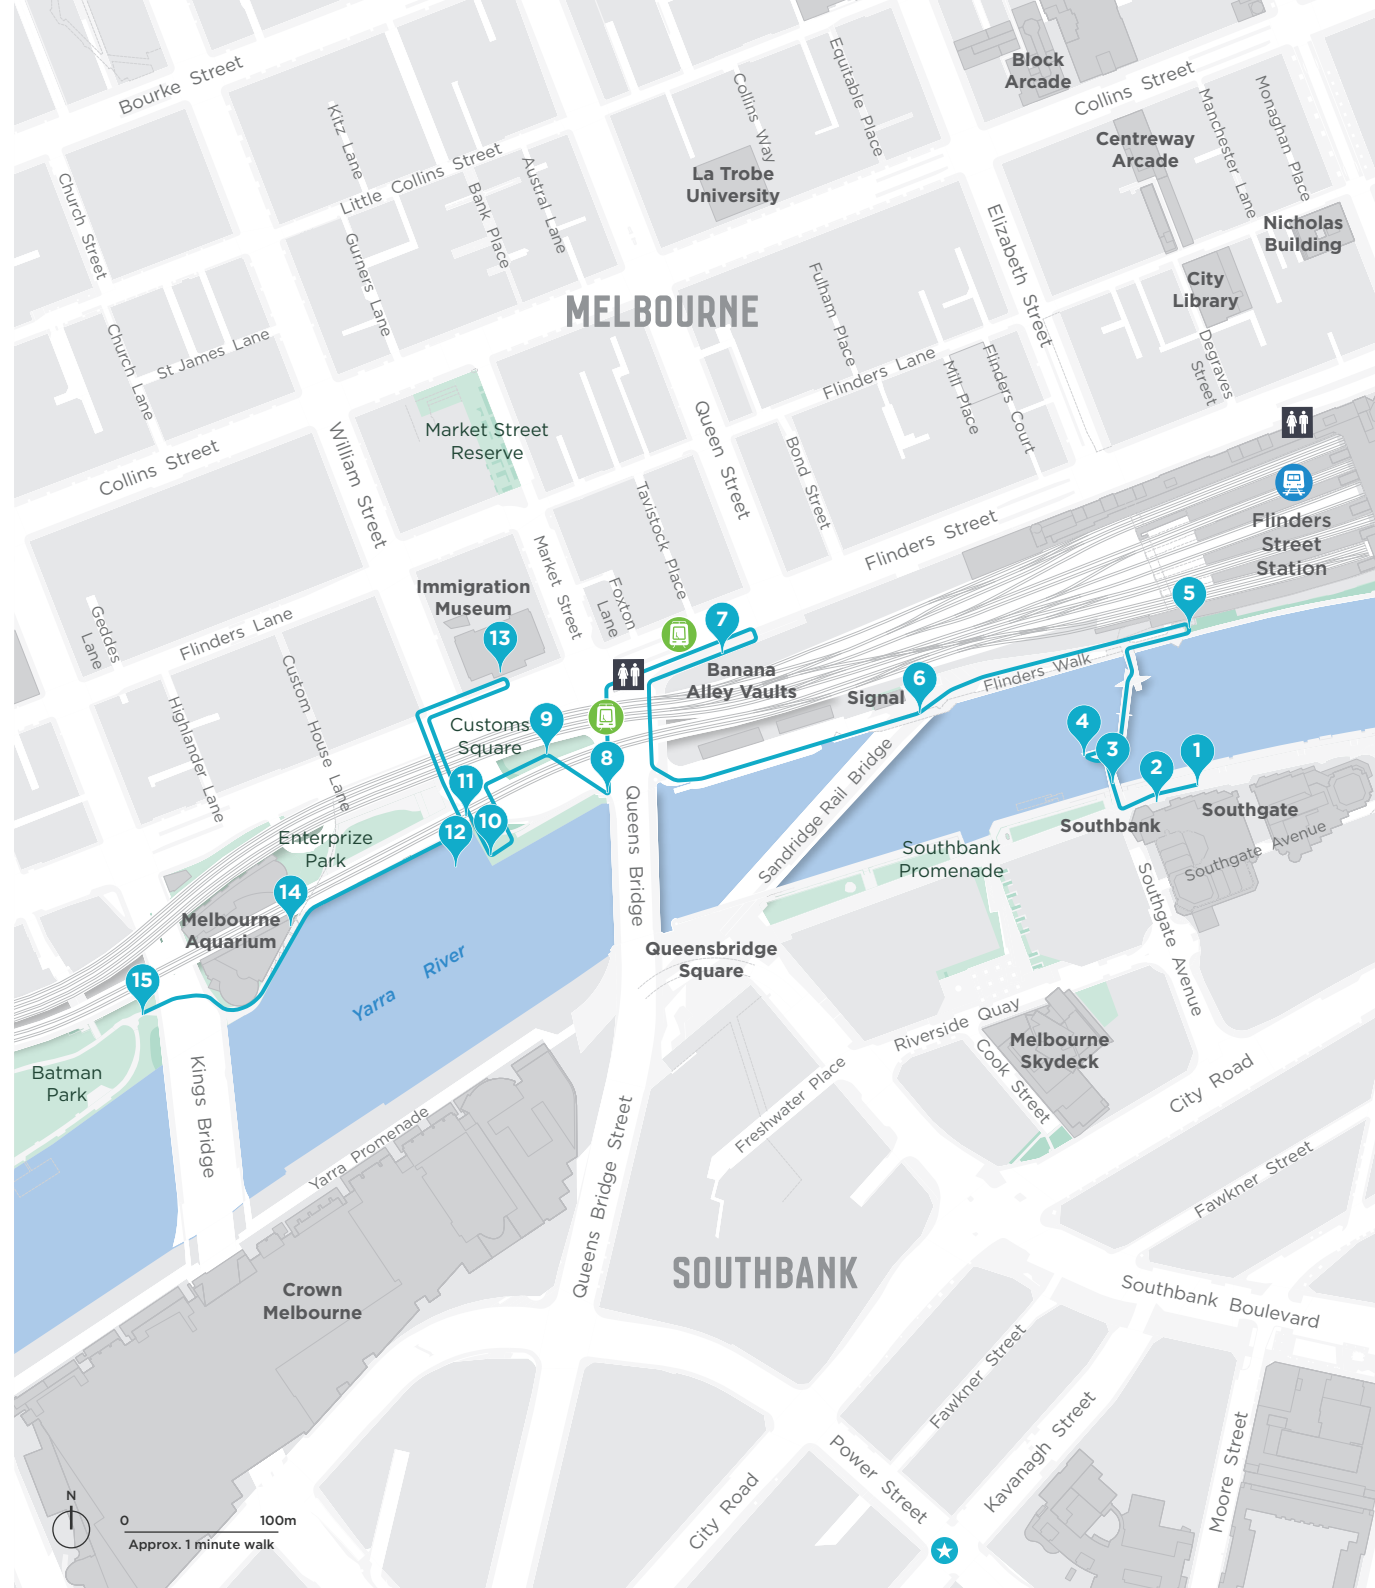 Block
Arcade
Bourke Street
Collins Street
Equitable Place
Collins Way
Kitz Lane
Manchester Lane
Monaghan Place
Centreway
Arcade
Little Collins Street
Austral Lane
Bank Place
La Trobe
University
Church Street
Gurners Lane
Elizabeth Street
Nicholas
Building
Fulham Place
City
Library
MELBOURNE
Church Lane
St James Lane
Flinders Lane
Mill Place
Flinders Court
Degraves
Street
Market Street
Reserve
Queen Street
Bond Street
William Street
Collins Street
Tavistock Place
Flinders Street
Flinders
Street
Station
Market Street
Foxton
Lane
Immigration
Museum
Geddes
Lane
Flinders Lane
5
7
13
Custom House Lane
Highlander Lane
Banana
Alley Vaults
Flinders Walk
6
Signal
Customs
Square
9
4
3
1
8
2
11
10
12
Queens Bridge
Sandridge Rail Bridge
Southgate
Southbank
Southgate Avenue
Enterprize
Park
Southbank
Promenade
Southgate Avenue
14
Melbourne
Aquarium
Queensbridge
Square
15
Yarra River
Riverside Quay
Melbourne
Skydeck
Cook Street
Batman
Park
Kings Bridge
Freshwater Place
City Road
Yarra Promenade
Queens Bridge Street
Fawkner Street
SOUTHBANK
Crown
Melbourne
Southbank Boulevard
Fawkner Street
Kavanagh Street
Power Street
Moore Street
City Road
N
0 100m
Approx. 1 minute walk